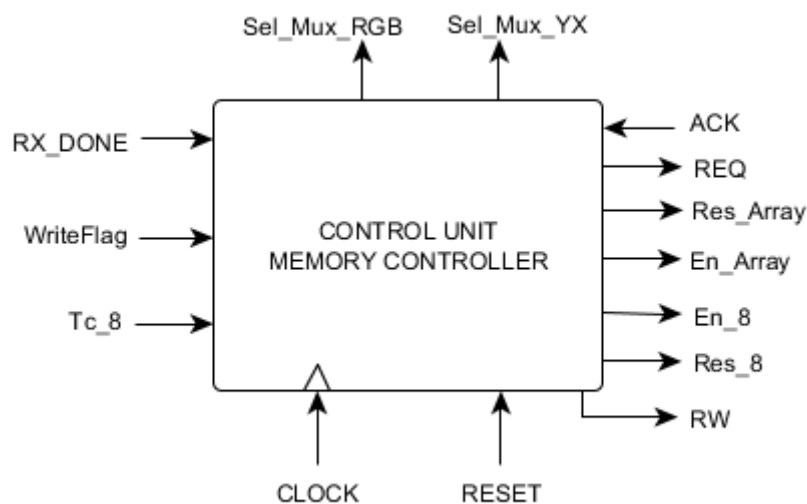 Sel_Mux_RGB
Sel_Mux_YX
RX_DONE
ACK
REQ
Res_Array
WriteFlag
CONTROL UNIT
MEMORY CONTROLLER
En_Array
Tc_8
En_8
Res_8
RW
CLOCK
RESET